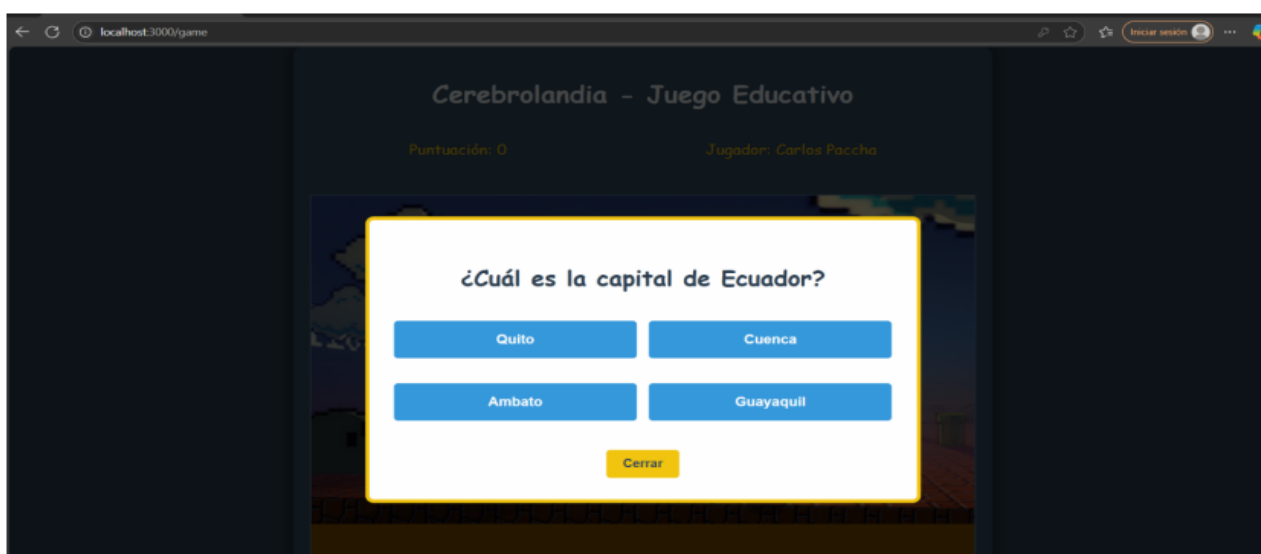 localhost:3000/game
Iniciar sesión
Cerebrolandia - Juego Educativo
Puntuación: 0 Jugador: Carlos Paccha
¿Cuál es la capital de Ecuador?
Quito Cuenca
Ambato Guayaquil
Cerrar